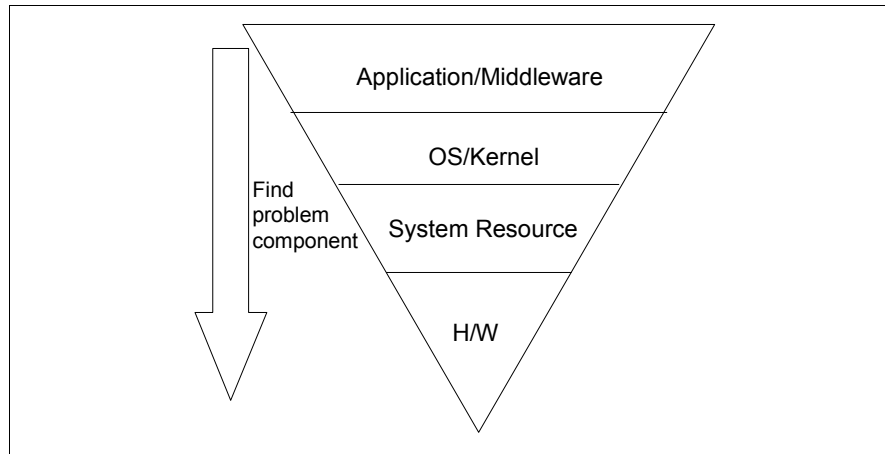 Application/Middleware
OS/Kernel
Find
problem
component
System Resource
H/W